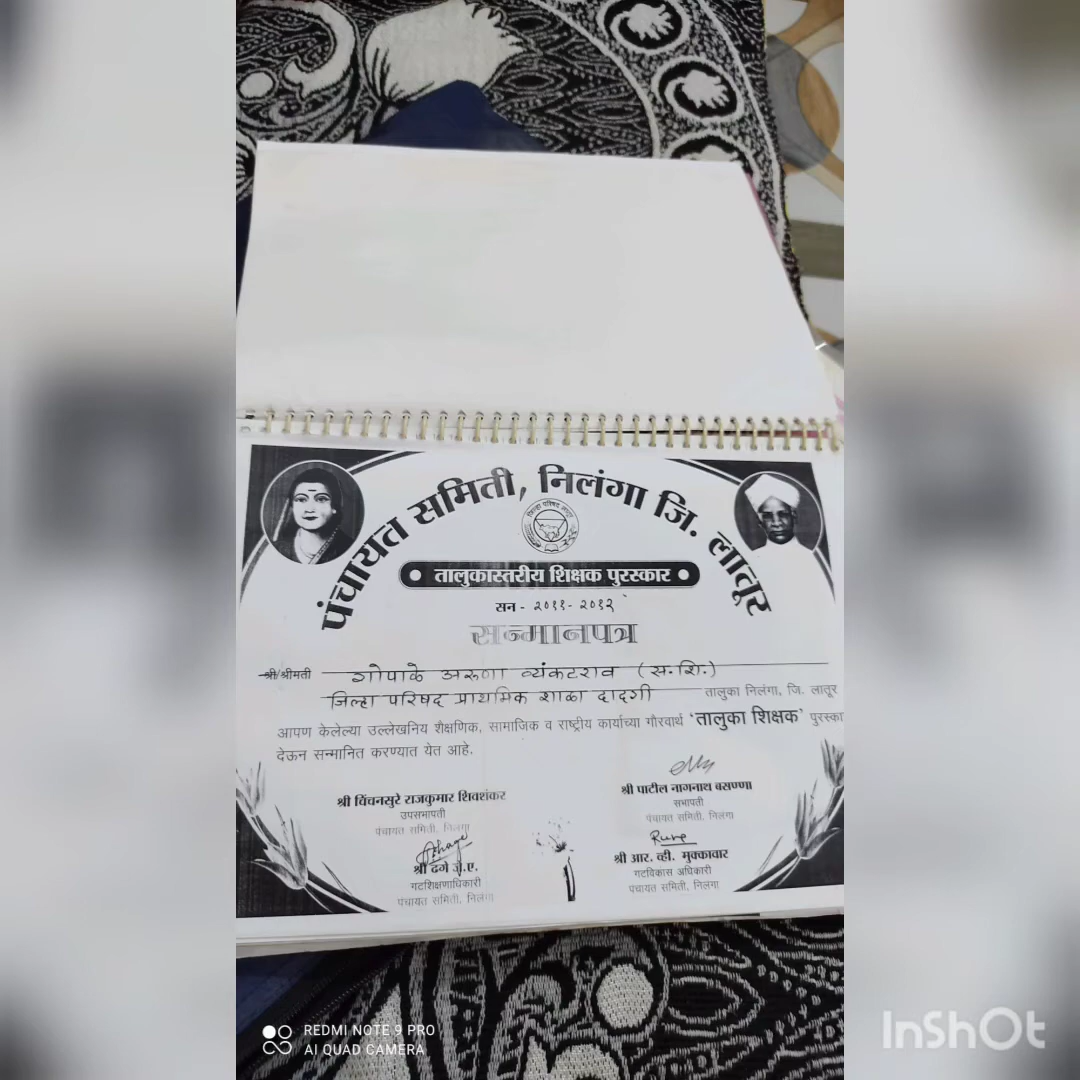 पंचायत समिती, निलंगा जि. लातूर
तालुकास्तरीय शिक्षक पुरस्कार
सन - २०११-२०१२
सन्मानपत्र
श्री/श्रीमती गोपाळे अरुणा व्यंकटराव (स.शि.)
जिल्हा परिषद प्राथमिक शाळा दादगी तालुका निलंगा, जि. लातूर
आपण केलेल्या उल्लेखनिय शैक्षणिक, सामाजिक व राष्ट्रीय कार्याच्या गौरवार्थ 'तालुका शिक्षक' पुरस्का
देऊन सन्मानित करण्यात येत आहे.
श्री चिंचनसुरे राजकुमार शिवशंकर
उपसभापती
पंचायत समिती, निलंगा
श्री पाटील नागनाथ बसण्णा
सभापती
पंचायत समिती, निलंगा
श्री ढगे जे.ए.
गटशिक्षणाधिकारी
पंचायत समिती, निलंगा
श्री आर. व्ही. मुक्कावार
गटविकास अधिकारी
पंचायत समिती, निलंगा
REDMI NOTE 9 PRO
AI QUAD CAMERA
InShOt